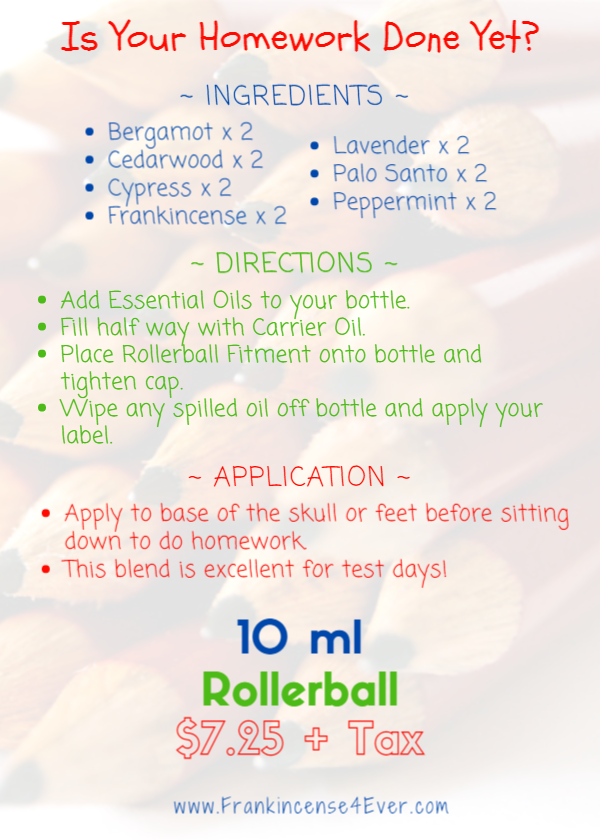 Is Your Homework Done Yet?
~ INGREDIENTS ~
• Bergamot x 2
• Cedarwood x 2
• Cypress x 2
• Frankincense x 2
• Lavender x 2
• Palo Santo x 2
• Peppermint x 2
~ DIRECTIONS ~
• Add Essential Oils to your bottle.
• Fill half way with Carrier Oil.
• Place Rollerball Fitment onto bottle and
tighten cap.
• Wipe any spilled oil off bottle and apply your
label.
~ APPLICATION ~
• Apply to base of the skull or feet before sitting
down to do homework.
• This blend is excellent for test days!
10 ml
Rollerball
$7.25 + Tax
www.Frankincense4Ever.com